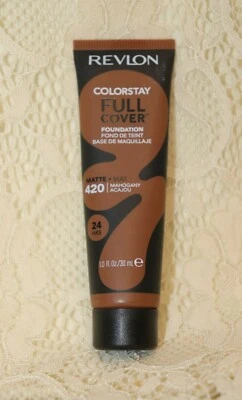 REVLON
COLORSTAY
FULL
COVER™
FOUNDATION
FOND DE TEINT
BASE DE MAQUILLAJE
MATTE • MAT
420 MAHOGANY
ACAJOU
24
1.0 fl. Oz/30 mL e